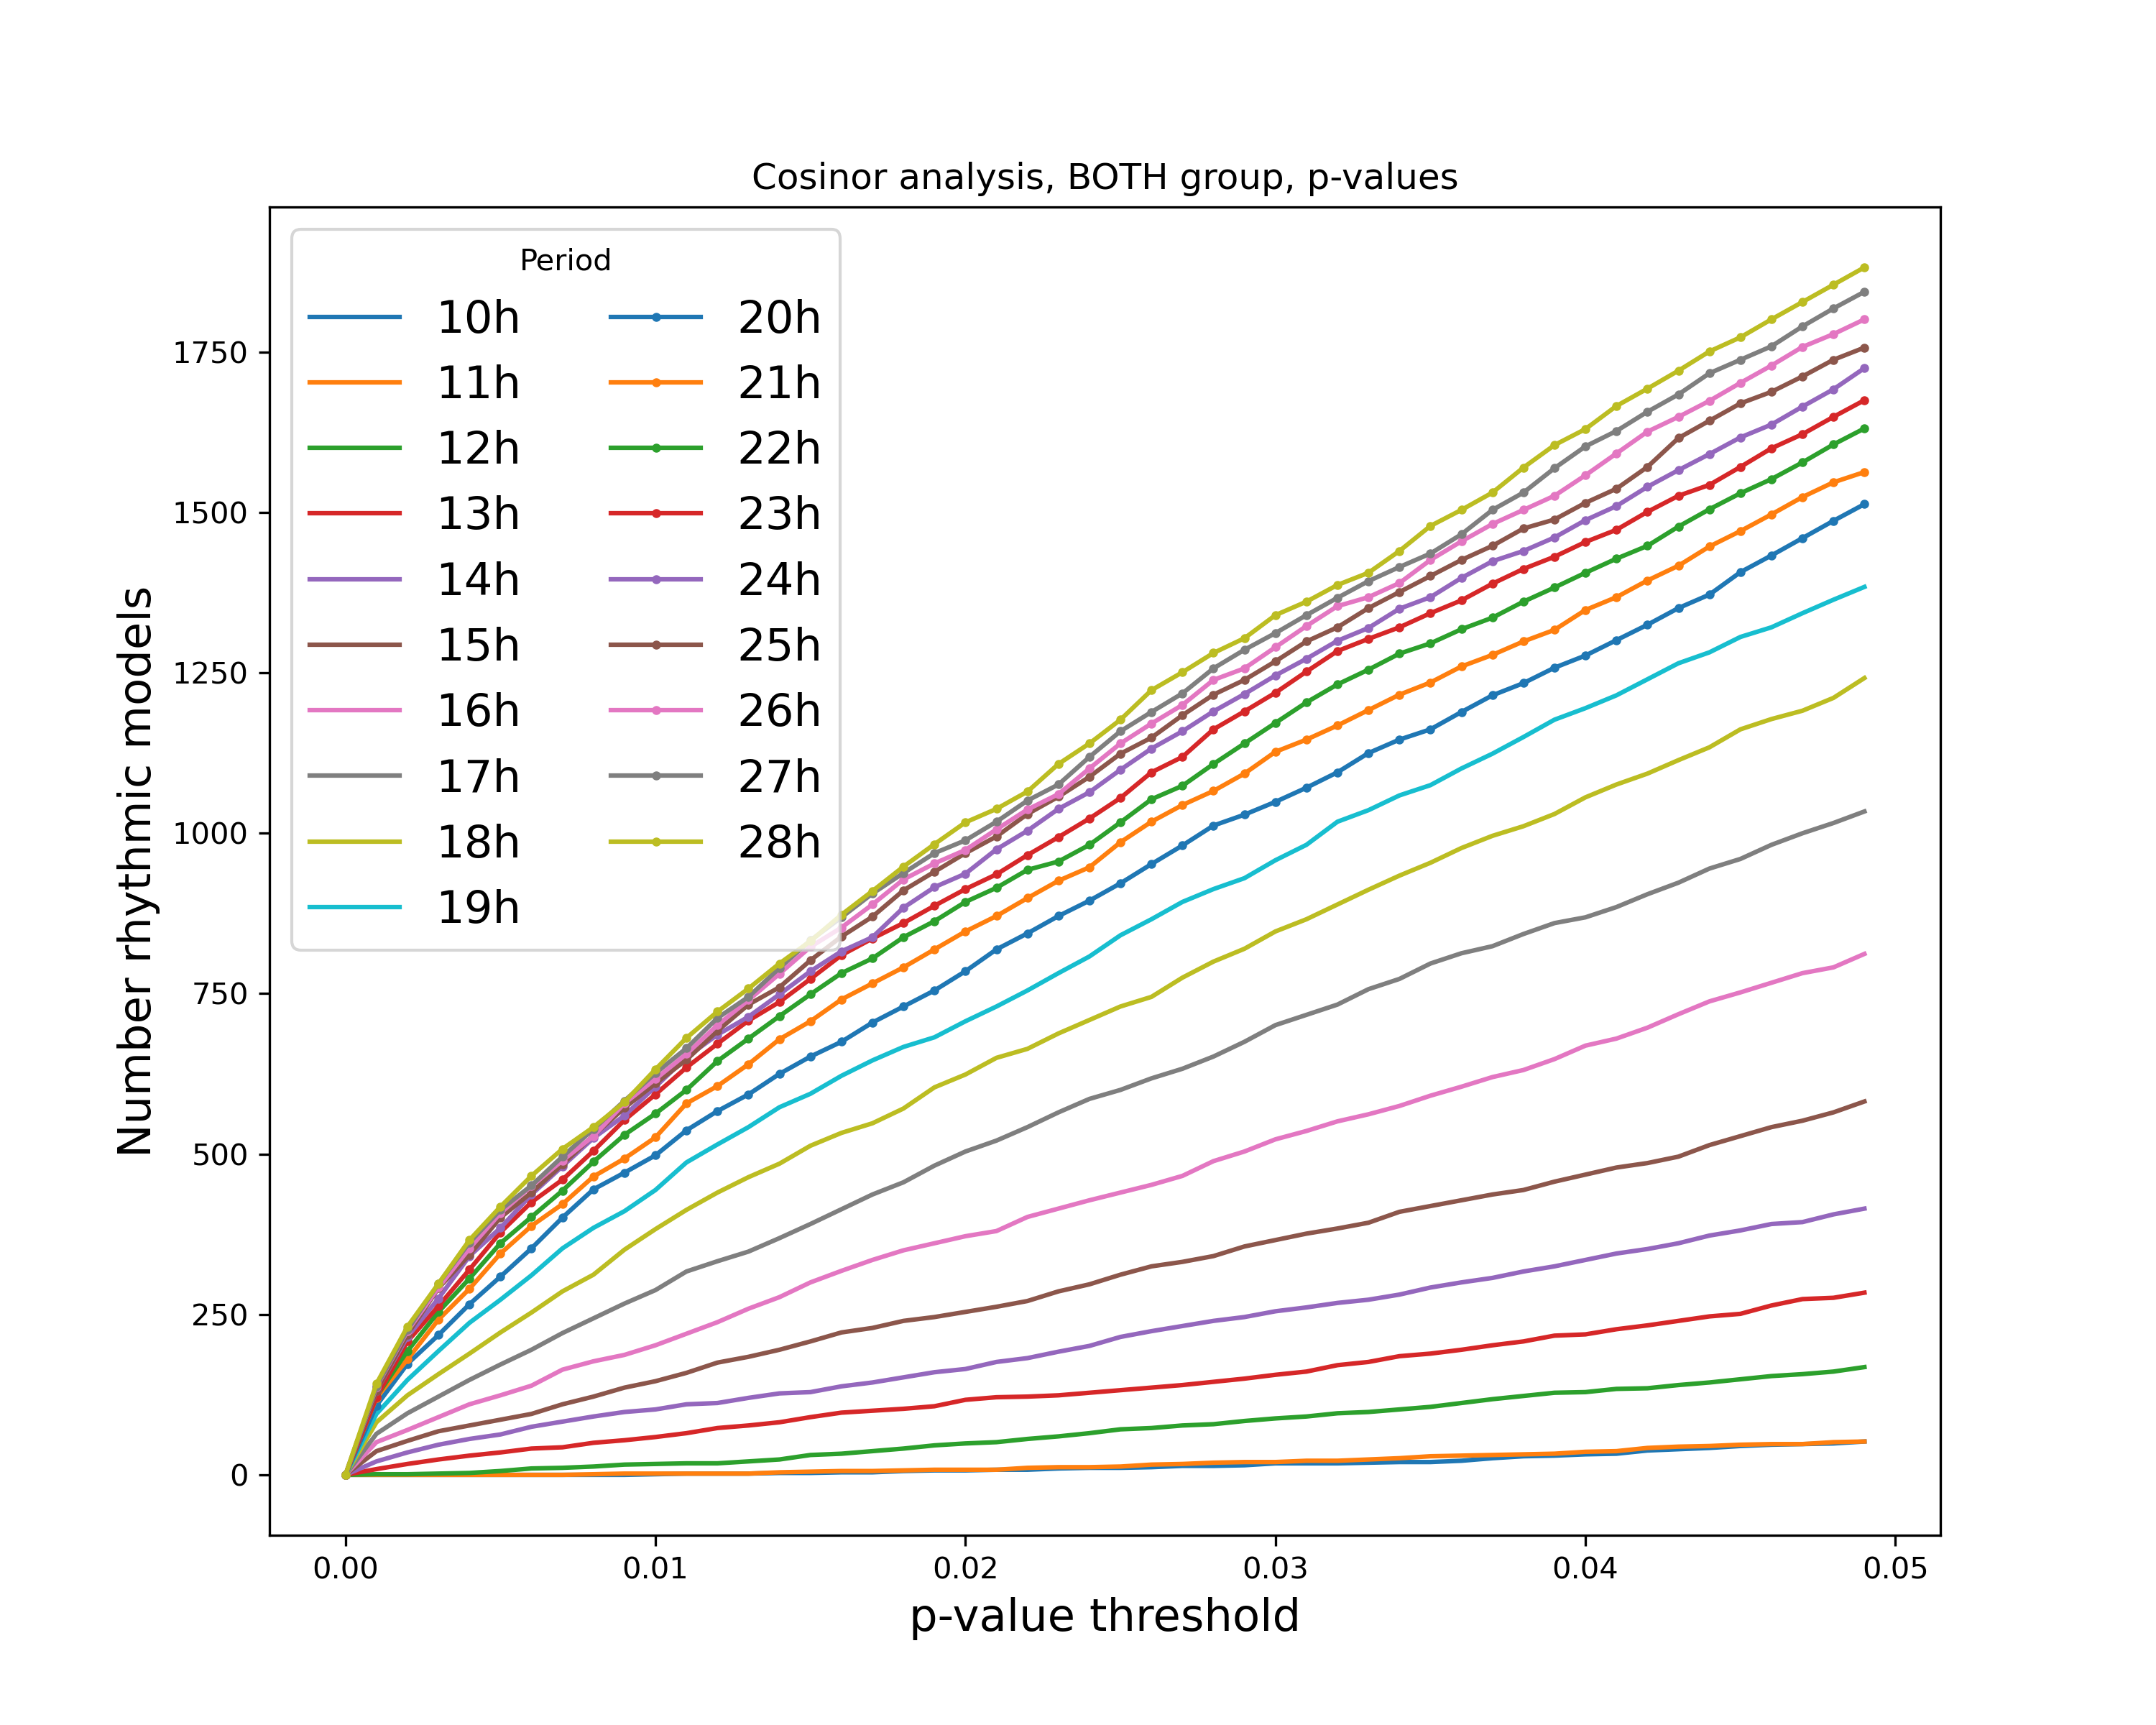 Cosinor analysis, BOTH group, p-values
Period
10h
11h
12h
13h
14h
15h
16h
17h
18h
19h
20h
21h
22h
23h
24h
25h
26h
27h
28h
Number rhythmic models
1750
1500
1250
1000
750
500
250
0
0.00 0.01 0.02 0.03 0.04 0.05
p-value threshold